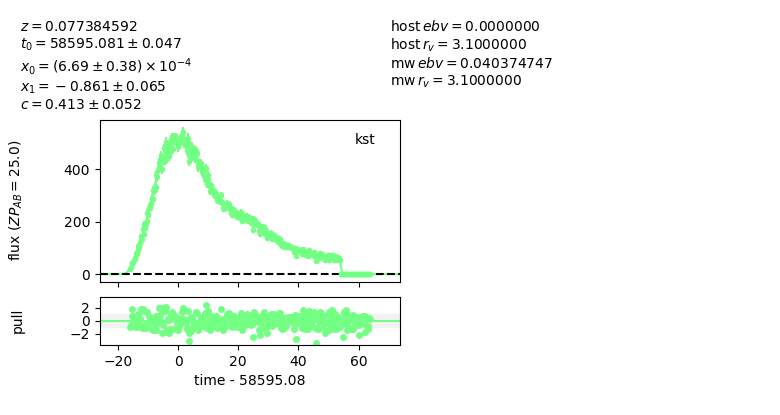 z = 0.077384592
t₀ = 58595.081 ± 0.047
x₀ = (6.69 ± 0.38) × 10⁻⁴
x₁ = −0.861 ± 0.065
c = 0.413 ± 0.052
host ebv = 0.0000000
host r_v = 3.1000000
mw ebv = 0.040374747
mw r_v = 3.1000000
kst
flux (ZP_AB = 25.0)
400
200
0
pull
2
0
−2
−20 0 20 40 60
time - 58595.08